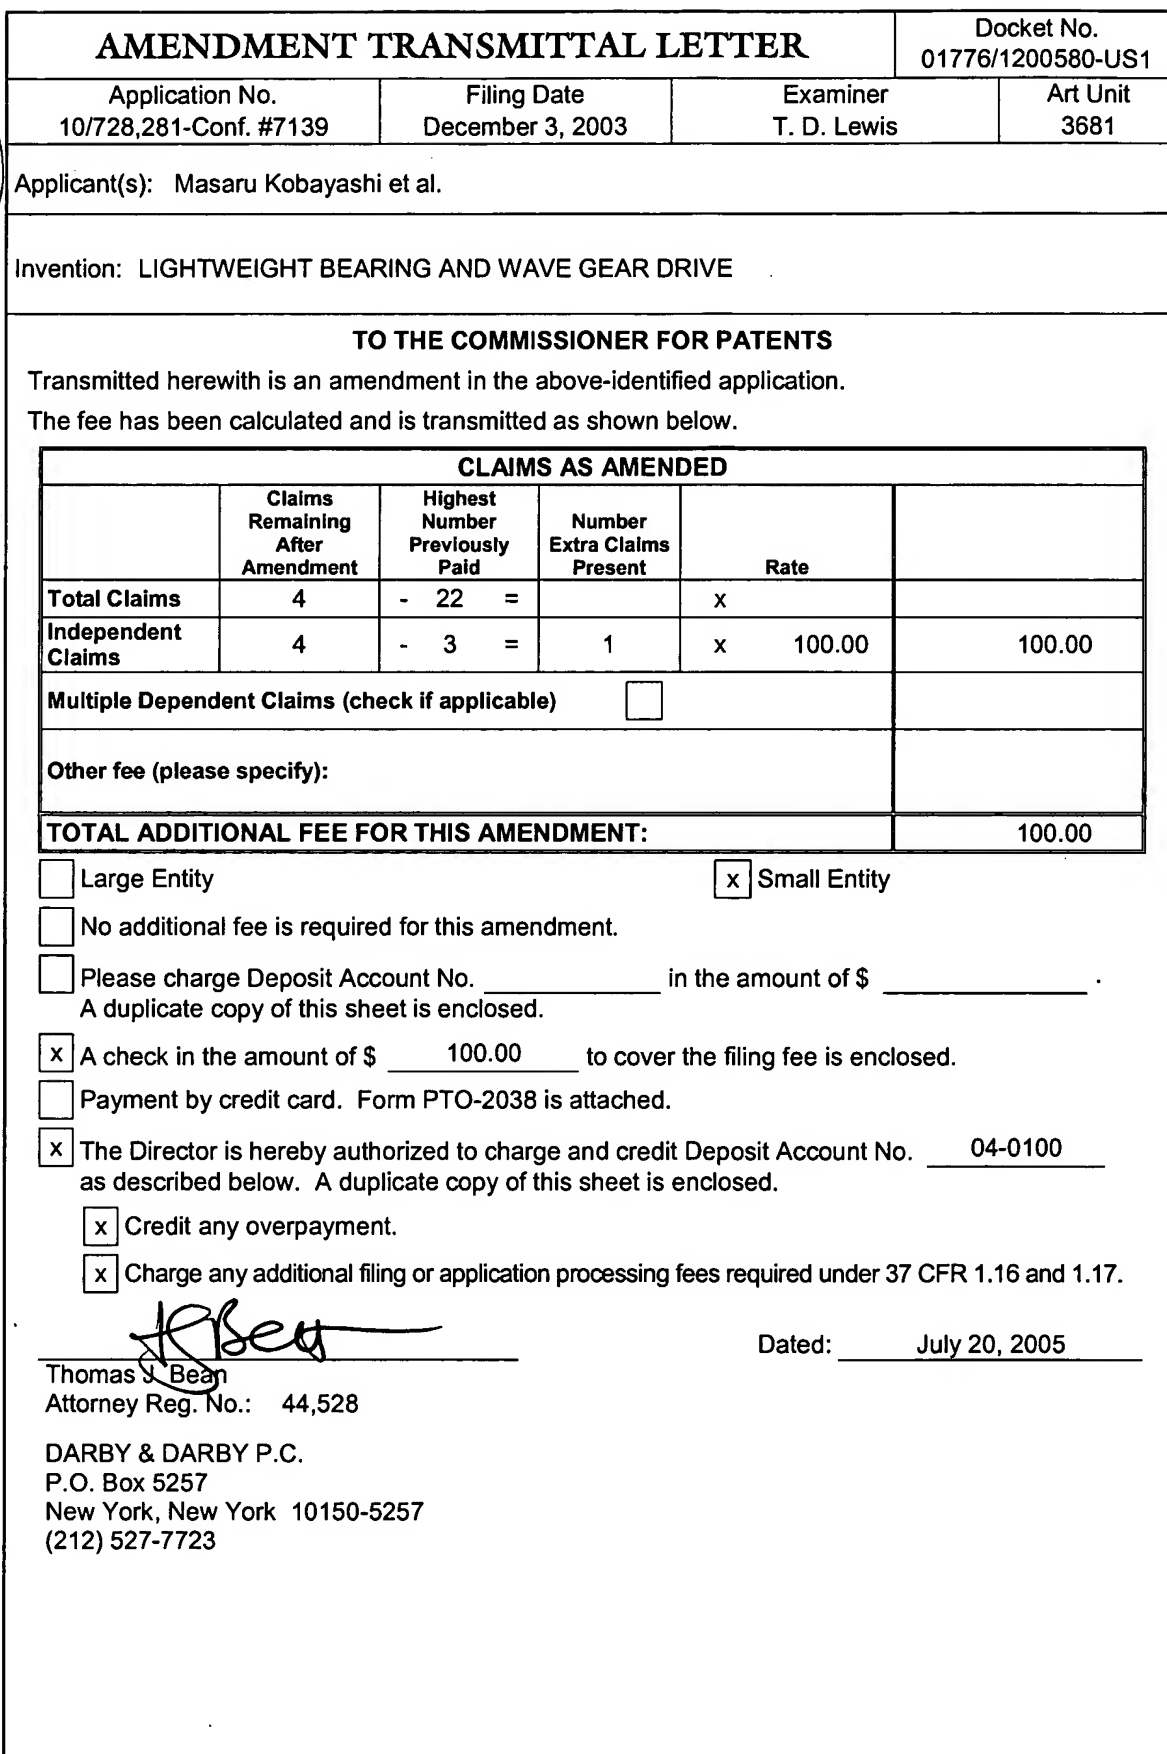 AMENDMENT TRANSMITTAL LETTER
Docket No.
01776/1200580-US1
Application No.
10/728,281-Conf. #7139
Filing Date
December 3, 2003
Examiner
T. D. Lewis
Art Unit
3681
Applicant(s): Masaru Kobayashi et al.
Invention: LIGHTWEIGHT BEARING AND WAVE GEAR DRIVE
TO THE COMMISSIONER FOR PATENTS
Transmitted herewith is an amendment in the above-identified application.
The fee has been calculated and is transmitted as shown below.
CLAIMS AS AMENDED
Claims
Remaining
After
Amendment
Highest
Number
Previously
Paid
Number
Extra Claims
Present
Rate
Total Claims 4 - 22 = x
Independent
Claims 4 - 3 = 1 x 100.00 100.00
Multiple Dependent Claims (check if applicable)
Other fee (please specify):
TOTAL ADDITIONAL FEE FOR THIS AMENDMENT: 100.00
Large Entity x Small Entity
No additional fee is required for this amendment.
Please charge Deposit Account No. in the amount of $ .
A duplicate copy of this sheet is enclosed.
x A check in the amount of $ 100.00 to cover the filing fee is enclosed.
Payment by credit card. Form PTO-2038 is attached.
x The Director is hereby authorized to charge and credit Deposit Account No. 04-0100
as described below. A duplicate copy of this sheet is enclosed.
x Credit any overpayment.
x Charge any additional filing or application processing fees required under 37 CFR 1.16 and 1.17.
Dated: July 20, 2005
Thomas J. Bean
Attorney Reg. No.: 44,528
DARBY & DARBY P.C.
P.O. Box 5257
New York, New York 10150-5257
(212) 527-7723